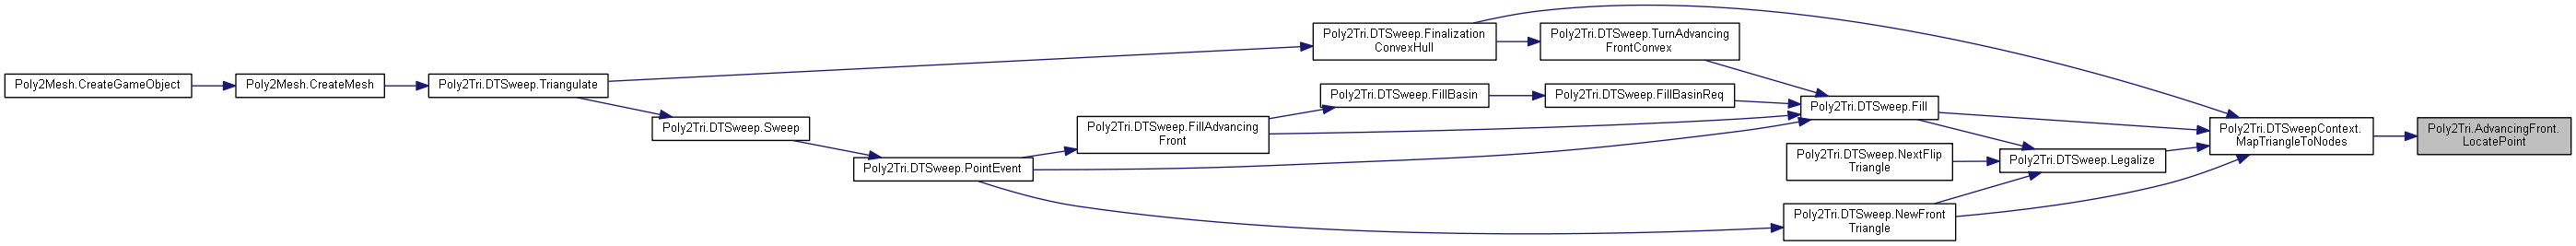 Poly2Mesh.CreateGameObject
Poly2Mesh.CreateMesh
Poly2Tri.DTSweep.Triangulate
Poly2Tri.DTSweep.Sweep
Poly2Tri.DTSweep.PointEvent
Poly2Tri.DTSweep.FillAdvancing
Front
Poly2Tri.DTSweep.Finalization
ConvexHull
Poly2Tri.DTSweep.FillBasin
Poly2Tri.DTSweep.TurnAdvancing
FrontConvex
Poly2Tri.DTSweep.FillBasinReq
Poly2Tri.DTSweep.NextFlip
Triangle
Poly2Tri.DTSweep.NewFront
Triangle
Poly2Tri.DTSweep.Fill
Poly2Tri.DTSweep.Legalize
Poly2Tri.DTSweepContext.
MapTriangleToNodes
Poly2Tri.AdvancingFront.
LocatePoint